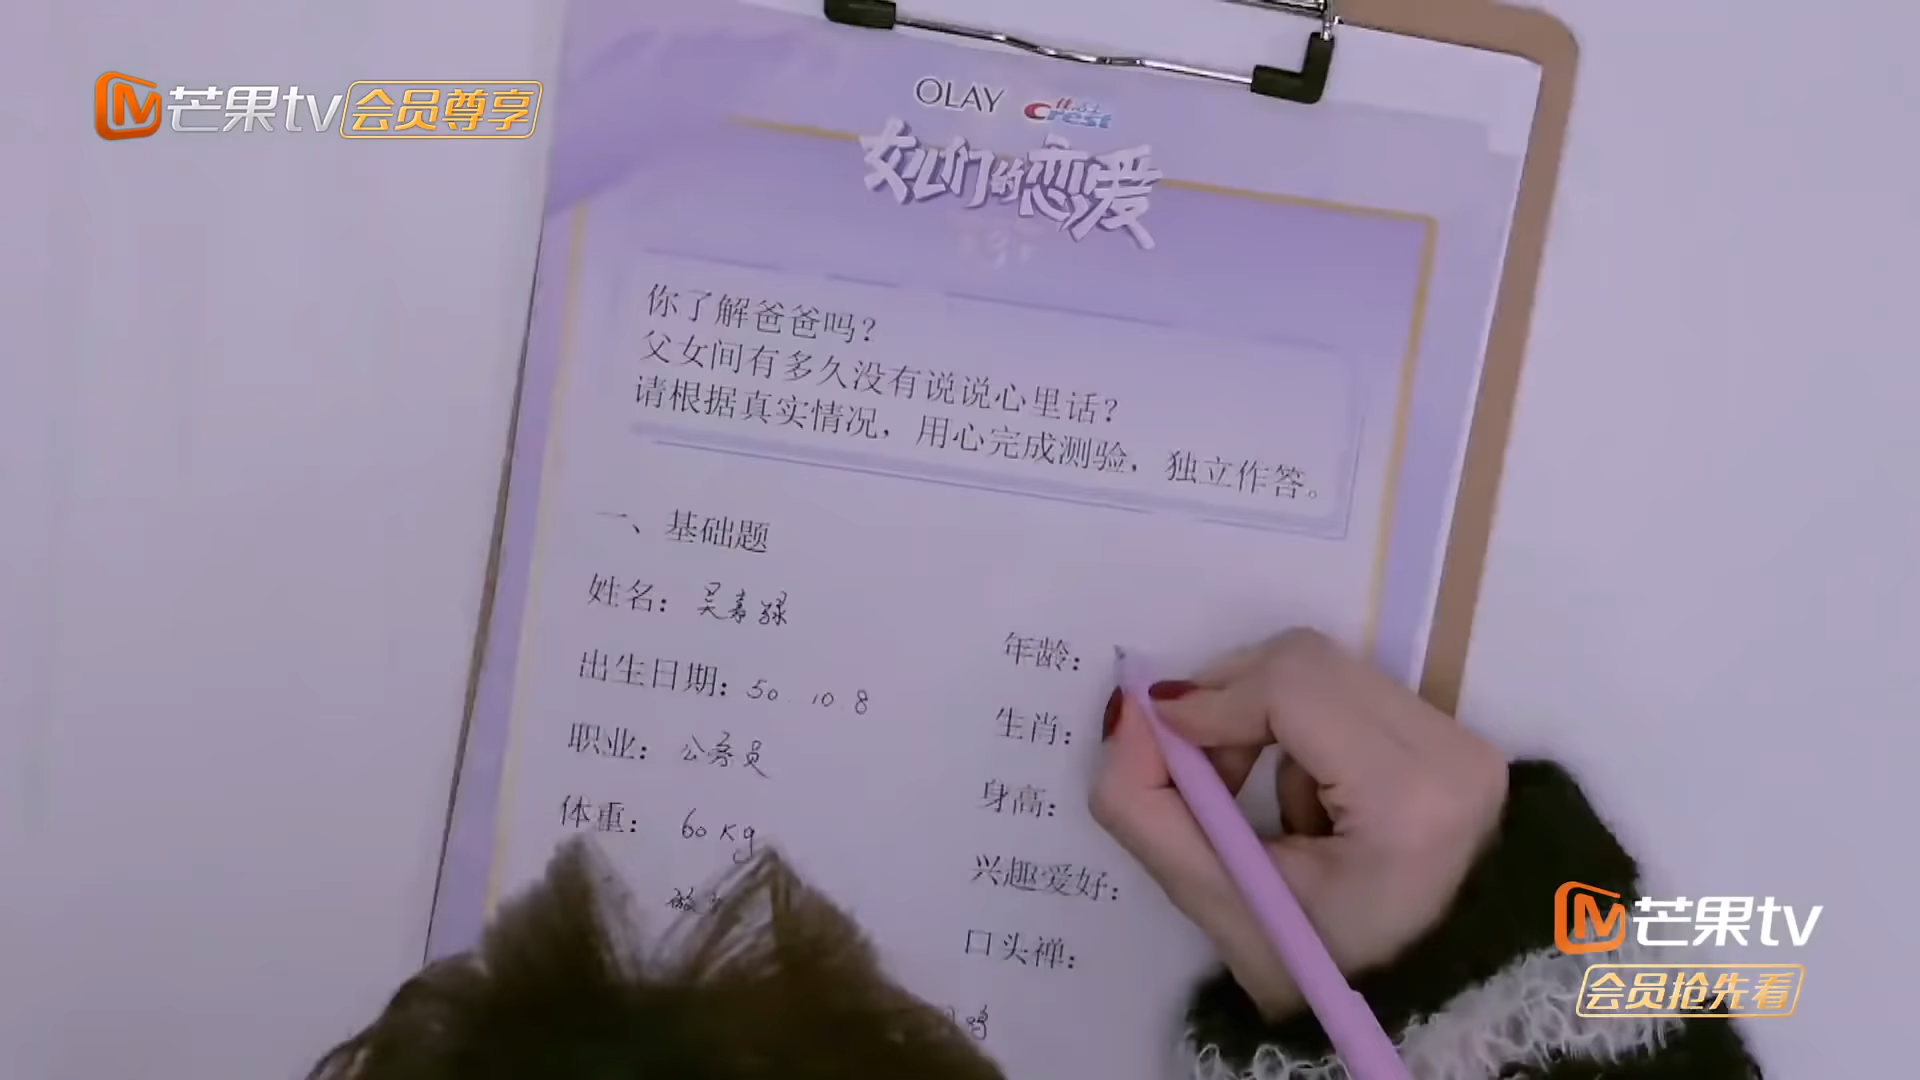 芒果tv会员尊享
OLAY Crest
女儿们的恋爱
你了解爸爸吗?
父女间有多久没有说说心里话?
请根据真实情况,用心完成测验,独立作答。
一、基础题
姓名:
年龄:
出生日期:50.10.8
生肖:
职业:公务员
身高:
体重:60Kg
兴趣爱好:
口头禅:
芒果tv
会员抢先看